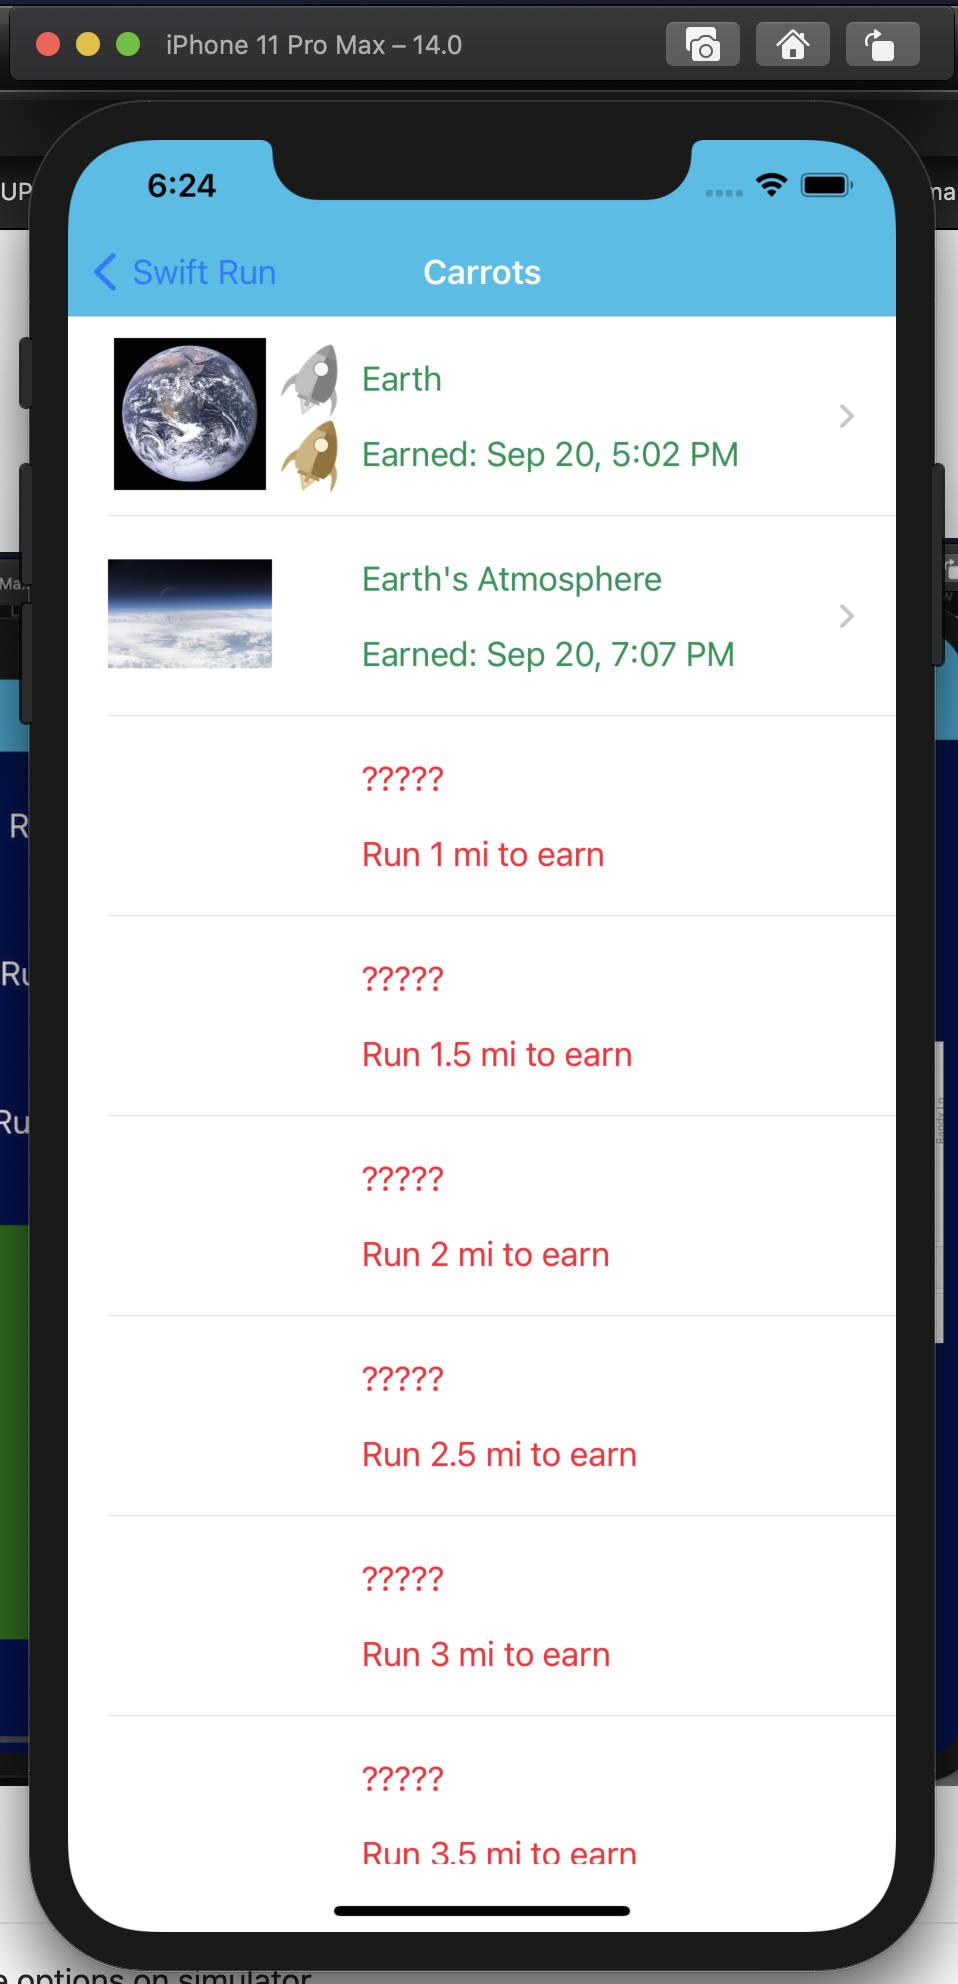 iPhone 11 Pro Max – 14.0
UP
6:24
Swift Run
Carrots
Earth
Earned: Sep 20, 5:02 PM
Earth's Atmosphere
Earned: Sep 20, 7:07 PM
?????
Run 1 mi to earn
?????
Run 1.5 mi to earn
?????
Run 2 mi to earn
?????
Run 2.5 mi to earn
?????
Run 3 mi to earn
?????
Run 3.5 mi to earn
options on simulator